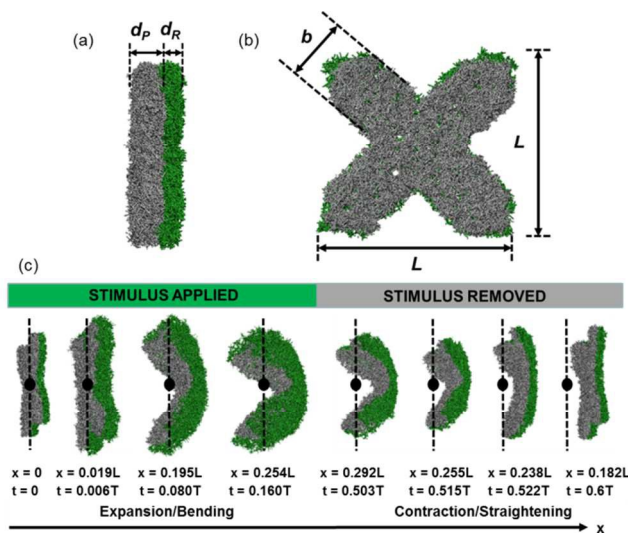 (a)
d_P d_R
(b)
b
L
L
(c)
STIMULUS APPLIED STIMULUS REMOVED
x = 0 x = 0.019L x = 0.195L x = 0.254L x = 0.292L x = 0.255L x = 0.238L x = 0.182L
t = 0 t = 0.006T t = 0.080T t = 0.160T t = 0.503T t = 0.515T t = 0.522T t = 0.6T
Expansion/Bending Contraction/Straightening
x